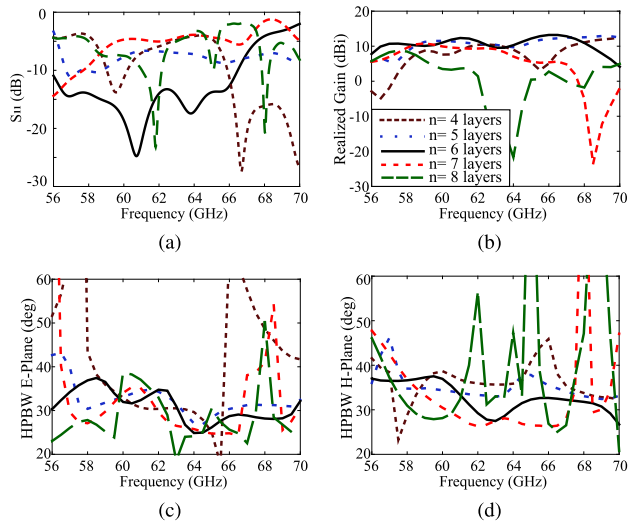 0
-10
-20
-30
S11 (dB)
56 58 60 62 64 66 68 70
Frequency (GHz)
(a)
30
20
10
0
-10
-20
-30
Realized Gain (dBi)
n= 4 layers
n= 5 layers
n= 6 layers
n= 7 layers
n= 8 layers
56 58 60 62 64 66 68 70
Frequency (GHz)
(b)
60
50
40
30
20
HPBW E-Plane (deg)
56 58 60 62 64 66 68 70
Frequency (GHz)
(c)
60
50
40
30
20
HPBW H-Plane (deg)
56 58 60 62 64 66 68 70
Frequency (GHz)
(d)